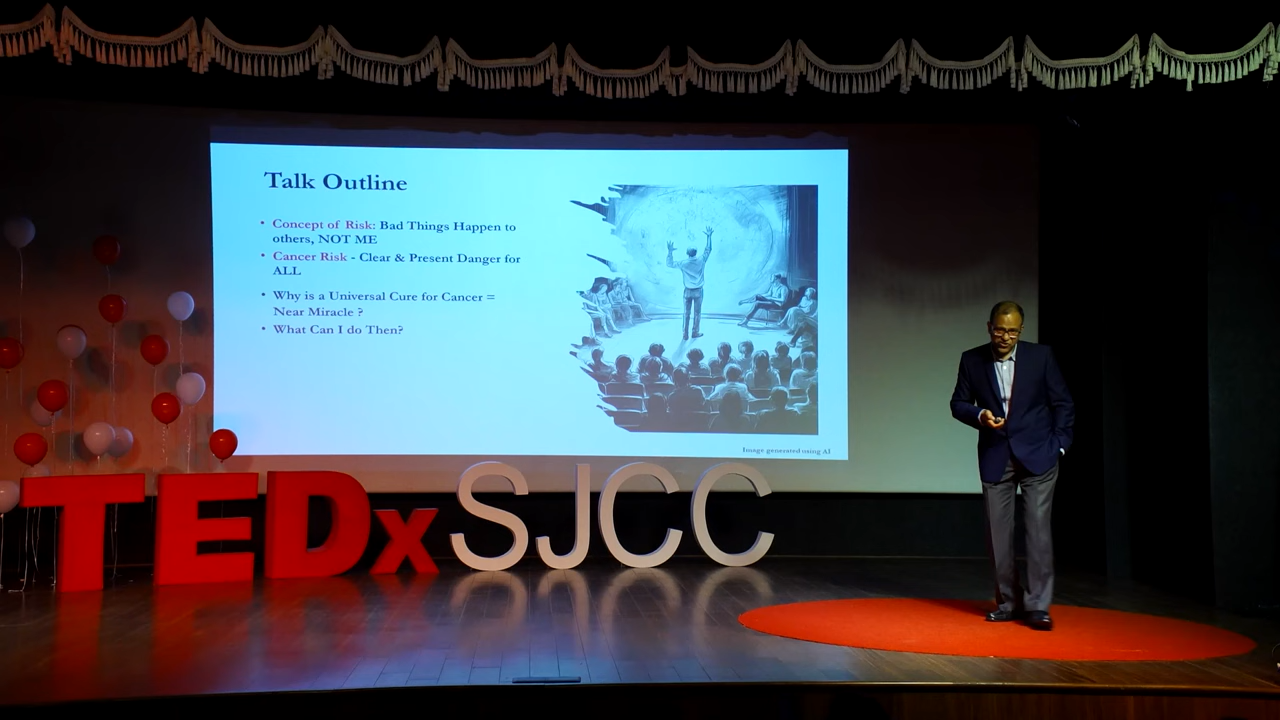 Talk Outline
• Concept of Risk: Bad Things Happen to
others, NOT ME
• Cancer Risk - Clear & Present Danger for
ALL
• Why is a Universal Cure for Cancer =
Near Miracle ?
• What Can I do Then?
Image generated using AI
TEDx SJCC